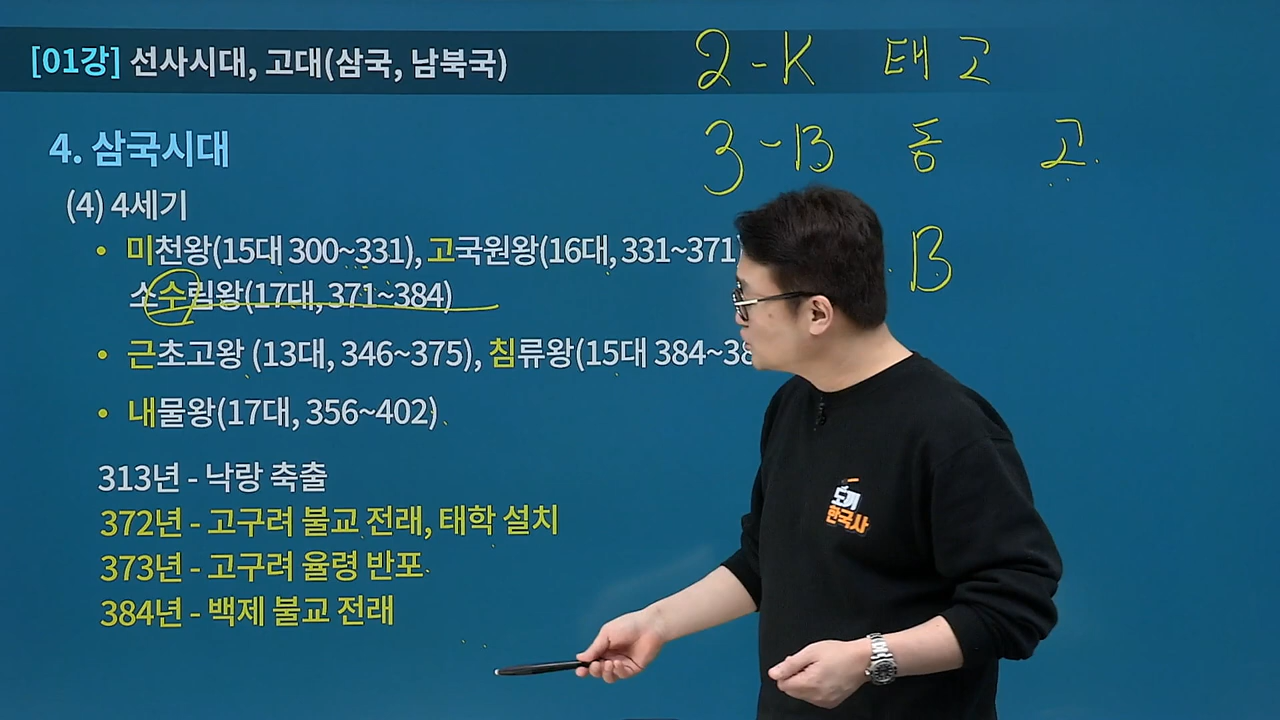 [01강] 선사시대, 고대(삼국, 남북국)
2-K 태고
3-B 동 고
B
4. 삼국시대
(4) 4세기
• 미천왕(15대 300~331), 고국원왕(16대, 331~371)
소수림왕(17대, 371~384)
• 근초고왕 (13대, 346~375), 침류왕(15대 384~38
• 내물왕(17대, 356~402)
313년 - 낙랑 축출
372년 - 고구려 불교 전래, 태학 설치
373년 - 고구려 율령 반포
384년 - 백제 불교 전래
도끼
한국사